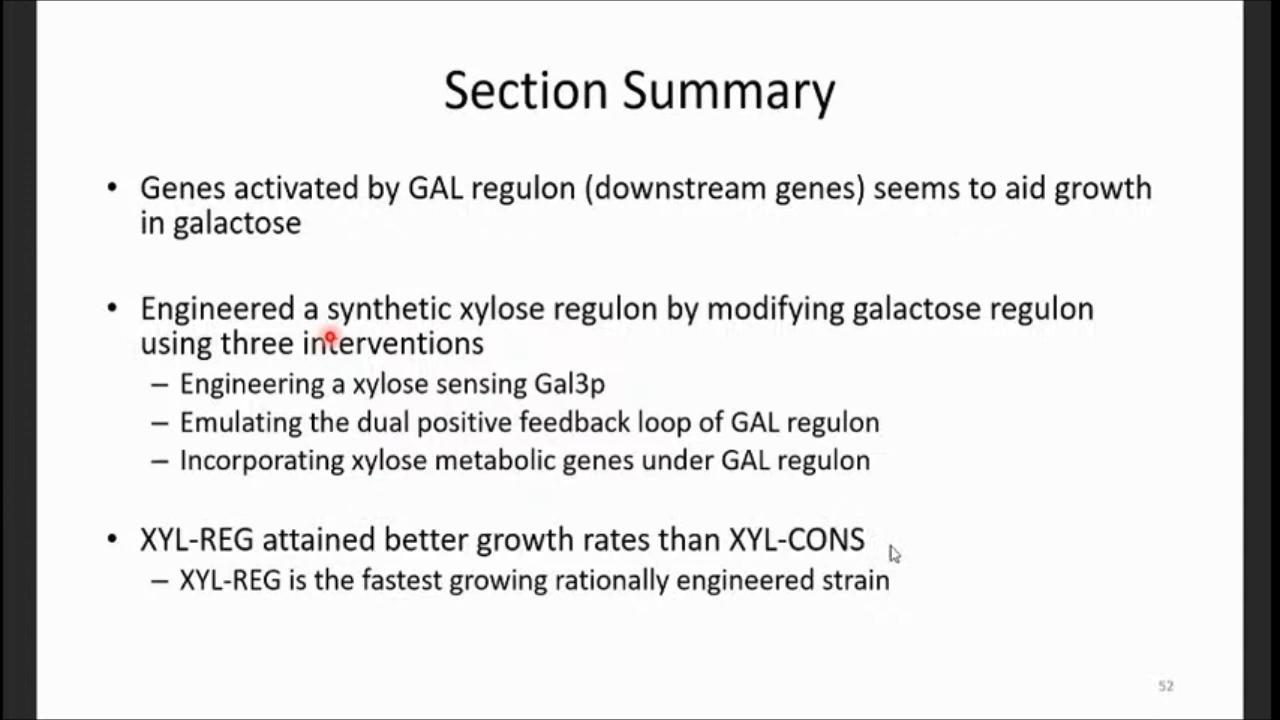 Section Summary
• Genes activated by GAL regulon (downstream genes) seems to aid growth
in galactose
• Engineered a synthetic xylose regulon by modifying galactose regulon
using three interventions
– Engineering a xylose sensing Gal3p
– Emulating the dual positive feedback loop of GAL regulon
– Incorporating xylose metabolic genes under GAL regulon
• XYL-REG attained better growth rates than XYL-CONS
– XYL-REG is the fastest growing rationally engineered strain
52